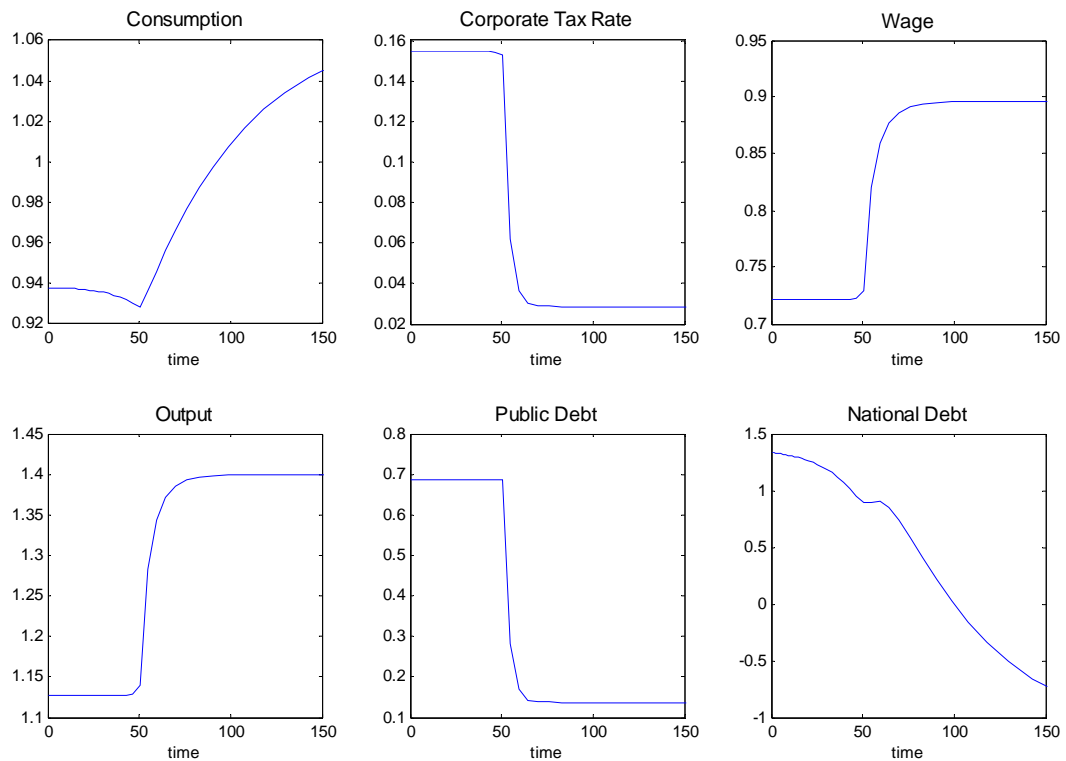 Consumption
1.06
1.04
1.02
1
0.98
0.96
0.94
0.92
0 50 100 150
time
Corporate Tax Rate
0.16
0.14
0.12
0.1
0.08
0.06
0.04
0.02
0 50 100 150
time
Wage
0.95
0.9
0.85
0.8
0.75
0.7
0 50 100 150
time
Output
1.45
1.4
1.35
1.3
1.25
1.2
1.15
1.1
0 50 100 150
time
Public Debt
0.8
0.7
0.6
0.5
0.4
0.3
0.2
0.1
0 50 100 150
time
National Debt
1.5
1
0.5
0
-0.5
-1
0 50 100 150
time